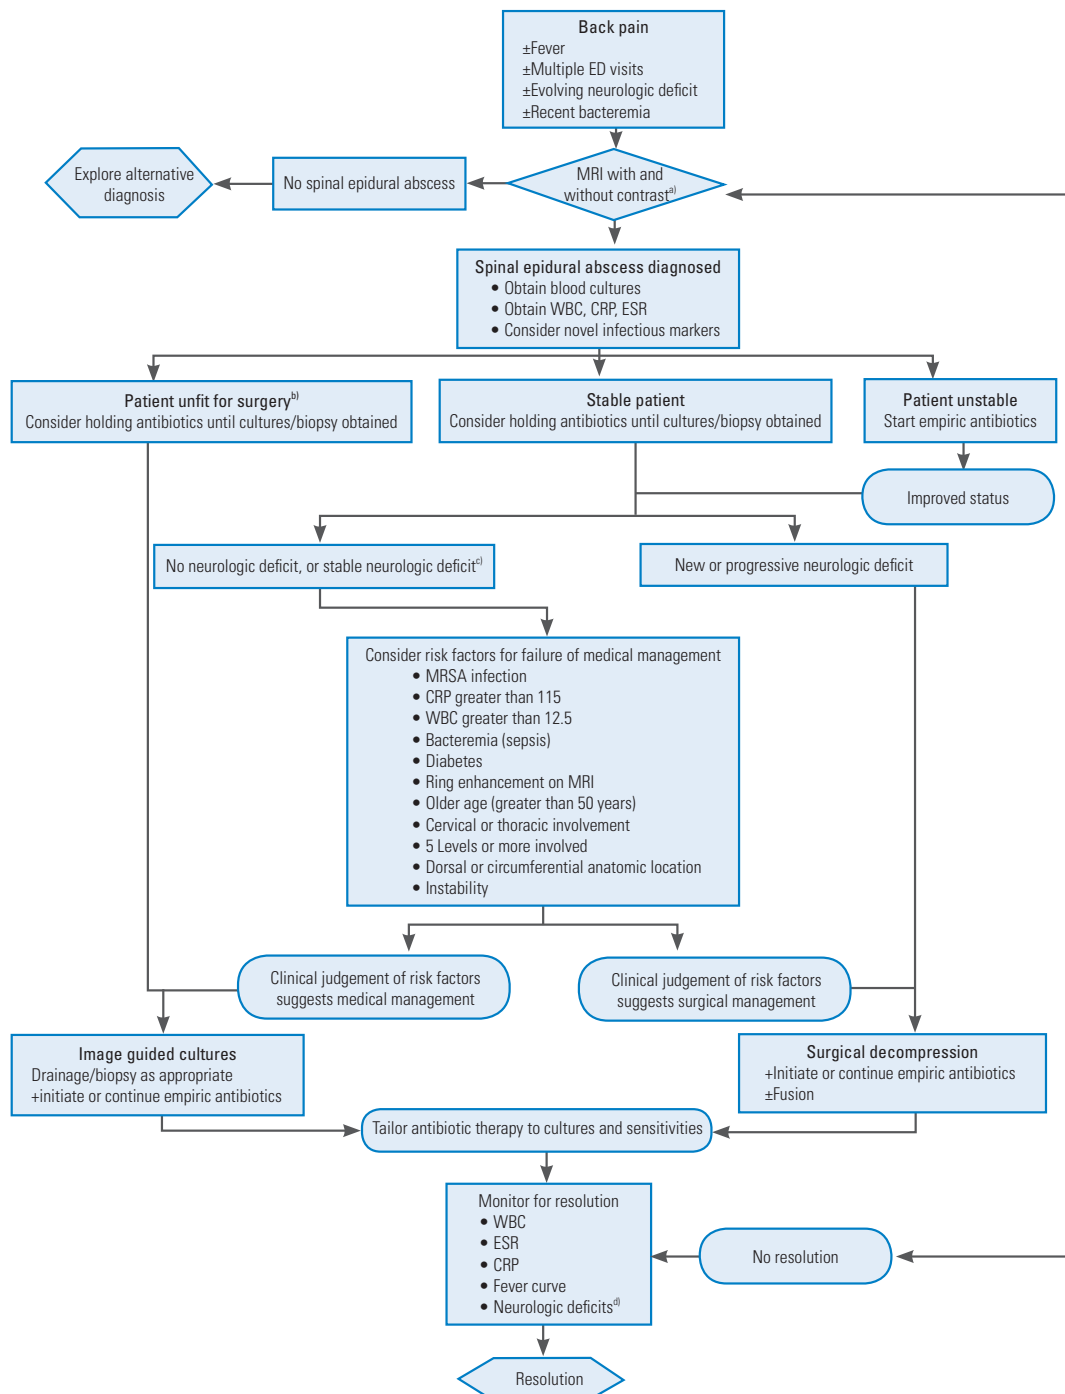 Back pain
±Fever
±Multiple ED visits
±Evolving neurologic deficit
±Recent bacteremia
Explore alternative
diagnosis
No spinal epidural abscess
MRI with and
without contrast a)
Spinal epidural abscess diagnosed
• Obtain blood cultures
• Obtain WBC, CRP, ESR
• Consider novel infectious markers
Patient unfit for surgery b)
Consider holding antibiotics until cultures/biopsy obtained
Stable patient
Consider holding antibiotics until cultures/biopsy obtained
Patient unstable
Start empiric antibiotics
Improved status
No neurologic deficit, or stable neurologic deficit c)
New or progressive neurologic deficit
Consider risk factors for failure of medical management
• MRSA infection
• CRP greater than 115
• WBC greater than 12.5
• Bacteremia (sepsis)
• Diabetes
• Ring enhancement on MRI
• Older age (greater than 50 years)
• Cervical or thoracic involvement
• 5 Levels or more involved
• Dorsal or circumferential anatomic location
• Instability
Clinical judgement of risk factors
suggests medical management
Clinical judgement of risk factors
suggests surgical management
Image guided cultures
Drainage/biopsy as appropriate
+initiate or continue empiric antibiotics
Surgical decompression
+Initiate or continue empiric antibiotics
±Fusion
Tailor antibiotic therapy to cultures and sensitivities
Monitor for resolution
• WBC
• ESR
• CRP
• Fever curve
• Neurologic deficits d)
No resolution
Resolution